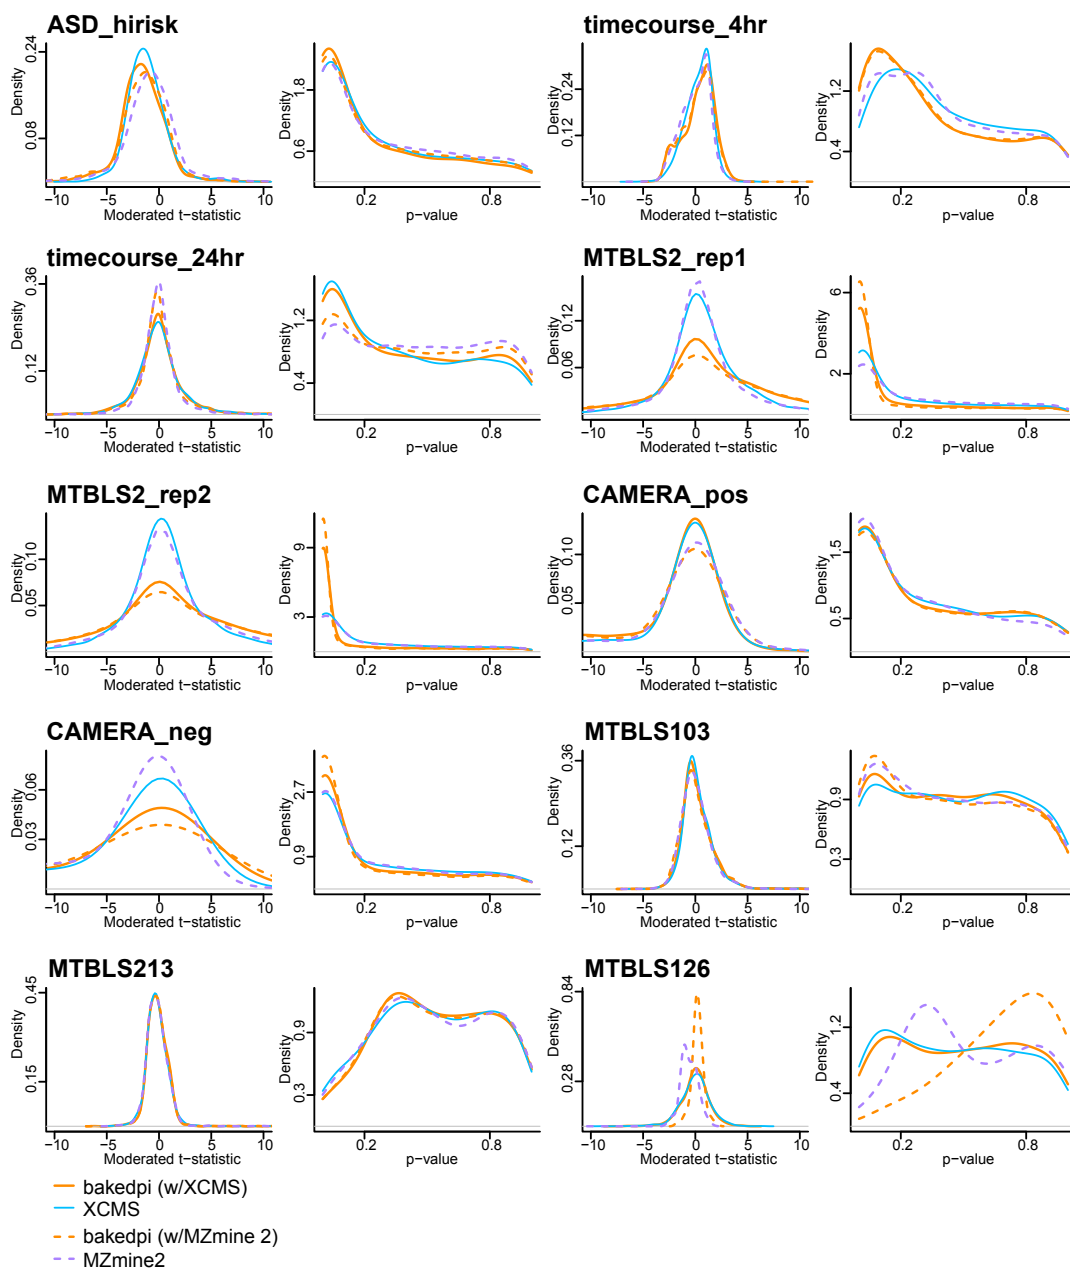 ASD_hirisk
timecourse_4hr
Density
0.08 0.24
−10 −5 0 5 10
Moderated t−statistic
Density
0.6 1.8
0.2 0.8
p−value
Density
0.12 0.24
−10 −5 0 5 10
Moderated t−statistic
Density
0.4 1.2
0.2 0.8
p−value
timecourse_24hr
MTBLS2_rep1
Density
0.12 0.36
−10 −5 0 5 10
Moderated t−statistic
Density
0.4 1.2
0.2 0.8
p−value
Density
0.06 0.12
−10 −5 0 5 10
Moderated t−statistic
Density
2 6
0.2 0.8
p−value
MTBLS2_rep2
CAMERA_pos
Density
0.05 0.10
−10 −5 0 5 10
Moderated t−statistic
Density
3 9
0.2 0.8
p−value
Density
0.05 0.10
−10 −5 0 5 10
Moderated t−statistic
Density
0.5 1.5
0.2 0.8
p−value
CAMERA_neg
MTBLS103
Density
0.03 0.06
−10 −5 0 5 10
Moderated t−statistic
Density
0.9 2.7
0.2 0.8
p−value
Density
0.12 0.36
−10 −5 0 5 10
Moderated t−statistic
Density
0.3 0.9
0.2 0.8
p−value
MTBLS213
MTBLS126
Density
0.15 0.45
−10 −5 0 5 10
Moderated t−statistic
Density
0.3 0.9
0.2 0.8
p−value
Density
0.28 0.84
−10 −5 0 5 10
Moderated t−statistic
Density
0.4 1.2
0.2 0.8
p−value
bakedpi (w/XCMS)
XCMS
bakedpi (w/MZmine 2)
MZmine2